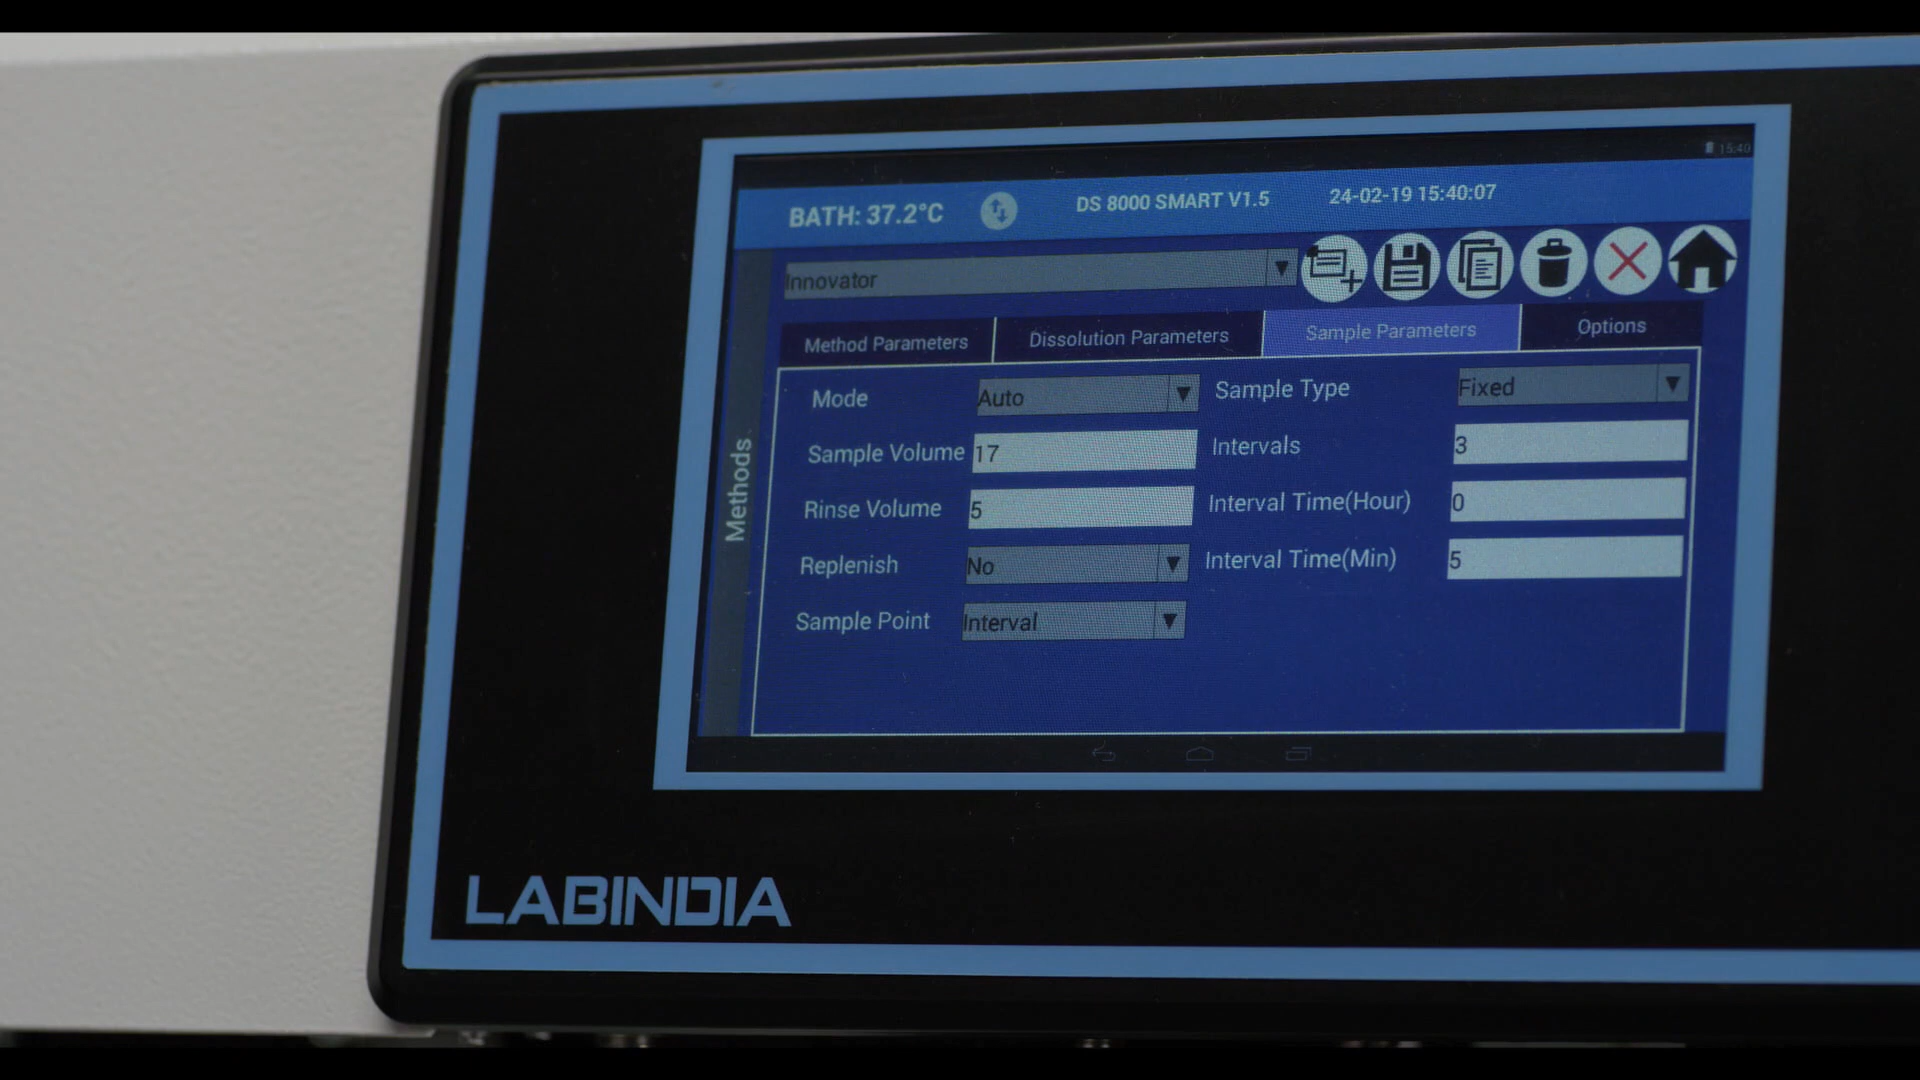 15:40
BATH: 37.2°C DS 8000 SMART V1.5 24-02-19 15:40:07
Innovator
Methods
Method Parameters Dissolution Parameters Sample Parameters Options
Mode Auto Sample Type Fixed
Sample Volume 17 Intervals 3
Rinse Volume 5 Interval Time(Hour) 0
Replenish No Interval Time(Min) 5
Sample Point Interval
LABINDIA